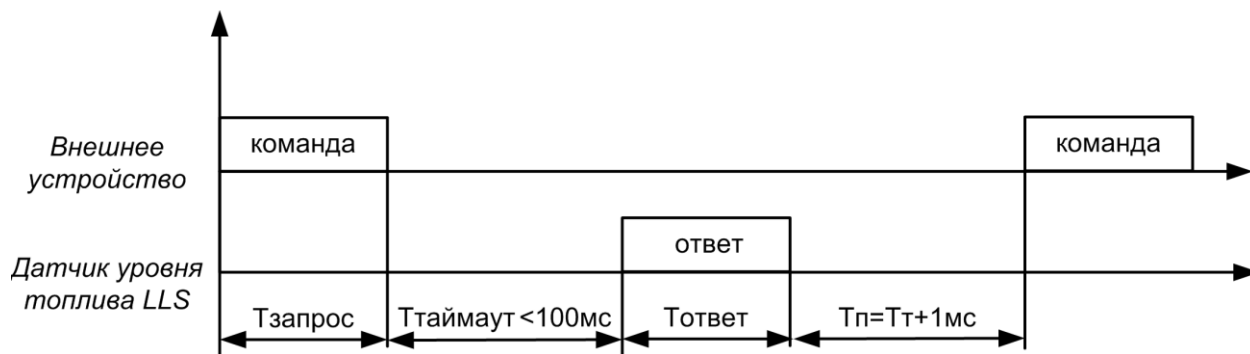 команда
команда
Внешнее
устройство
ответ
Датчик уровня
топлива LLS
Тзапрос
Ттаймаут <100мс
Тответ
Тп=Тт+1мс